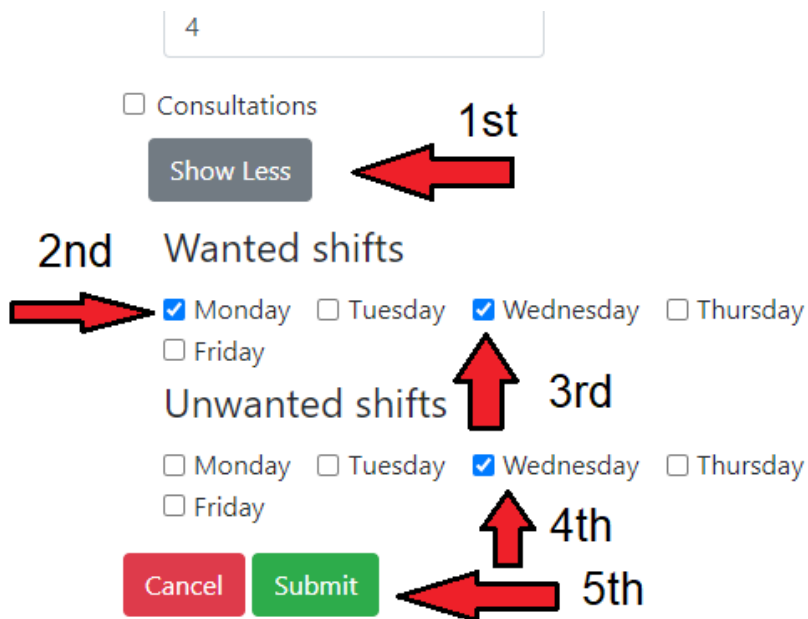 4
Consultations
1st
Show Less
2nd
Wanted shifts
Monday Tuesday Wednesday Thursday
Friday
3rd
Unwanted shifts
Monday Tuesday Wednesday Thursday
Friday
4th
Cancel Submit
5th